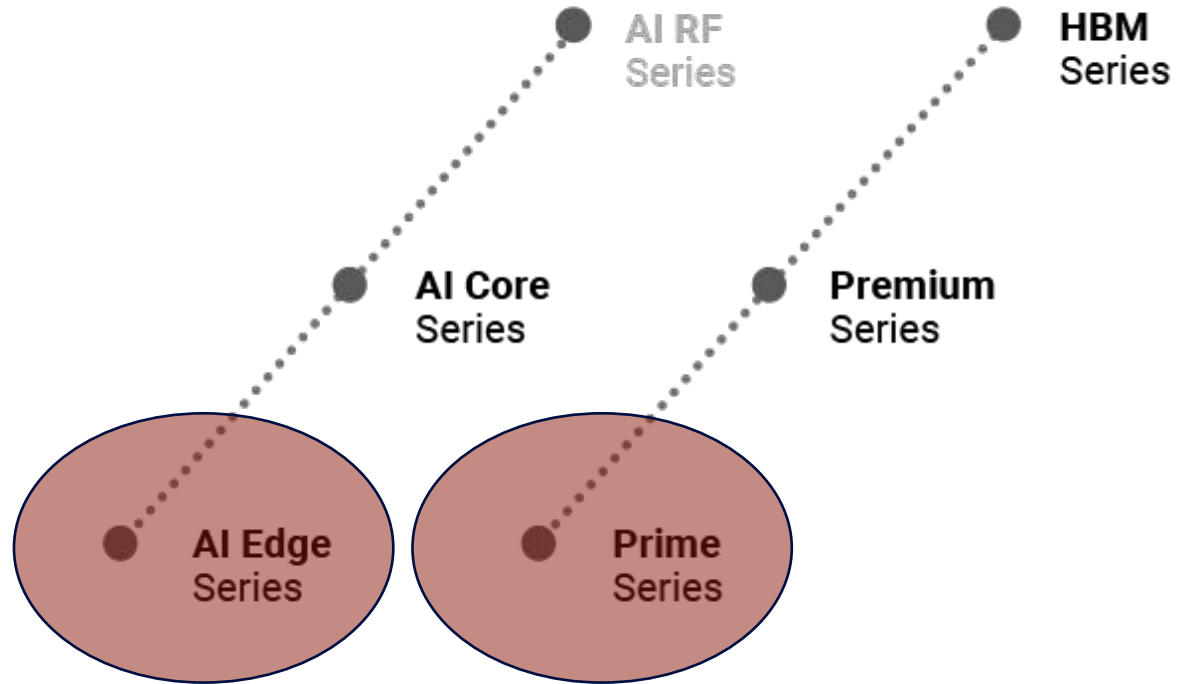 AI RF
Series
HBM
Series
AI Core
Series
Premium
Series
AI Edge
Series
Prime
Series